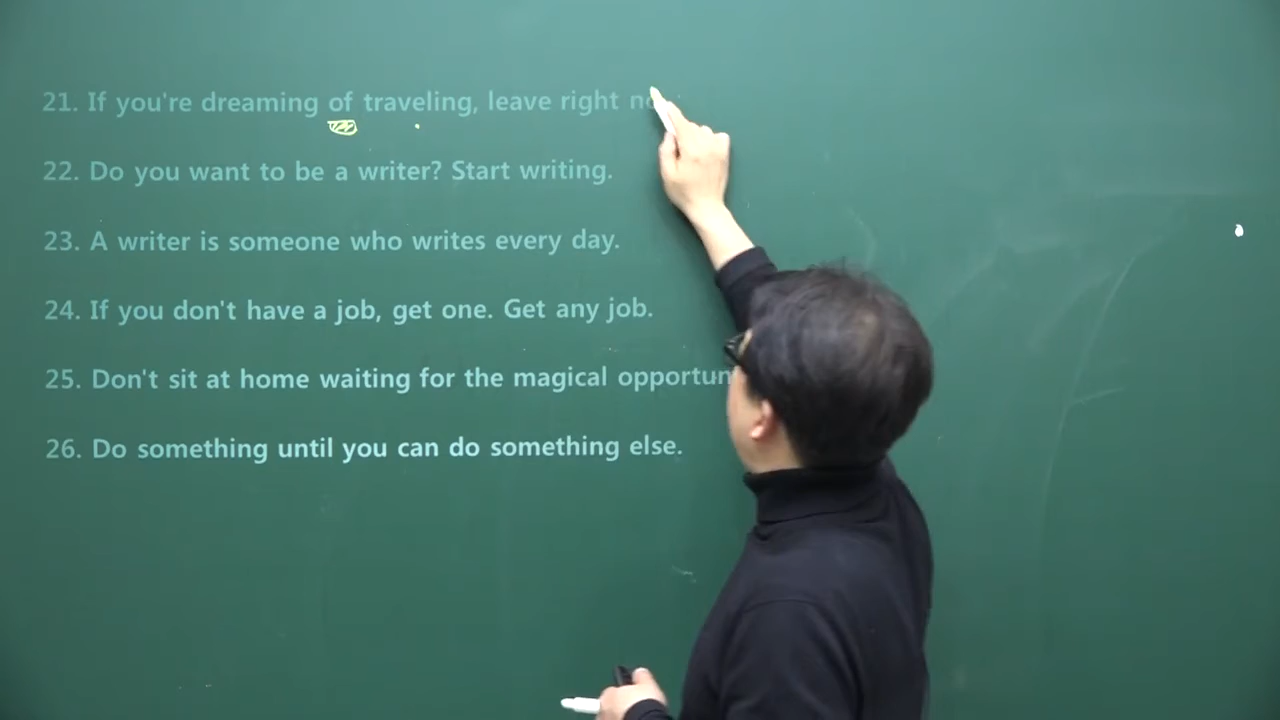 21. If you're dreaming of traveling, leave right
22. Do you want to be a writer? Start writing.
23. A writer is someone who writes every day.
24. If you don't have a job, get one. Get any job.
25. Don't sit at home waiting for the magical
26. Do something until you can do something else.